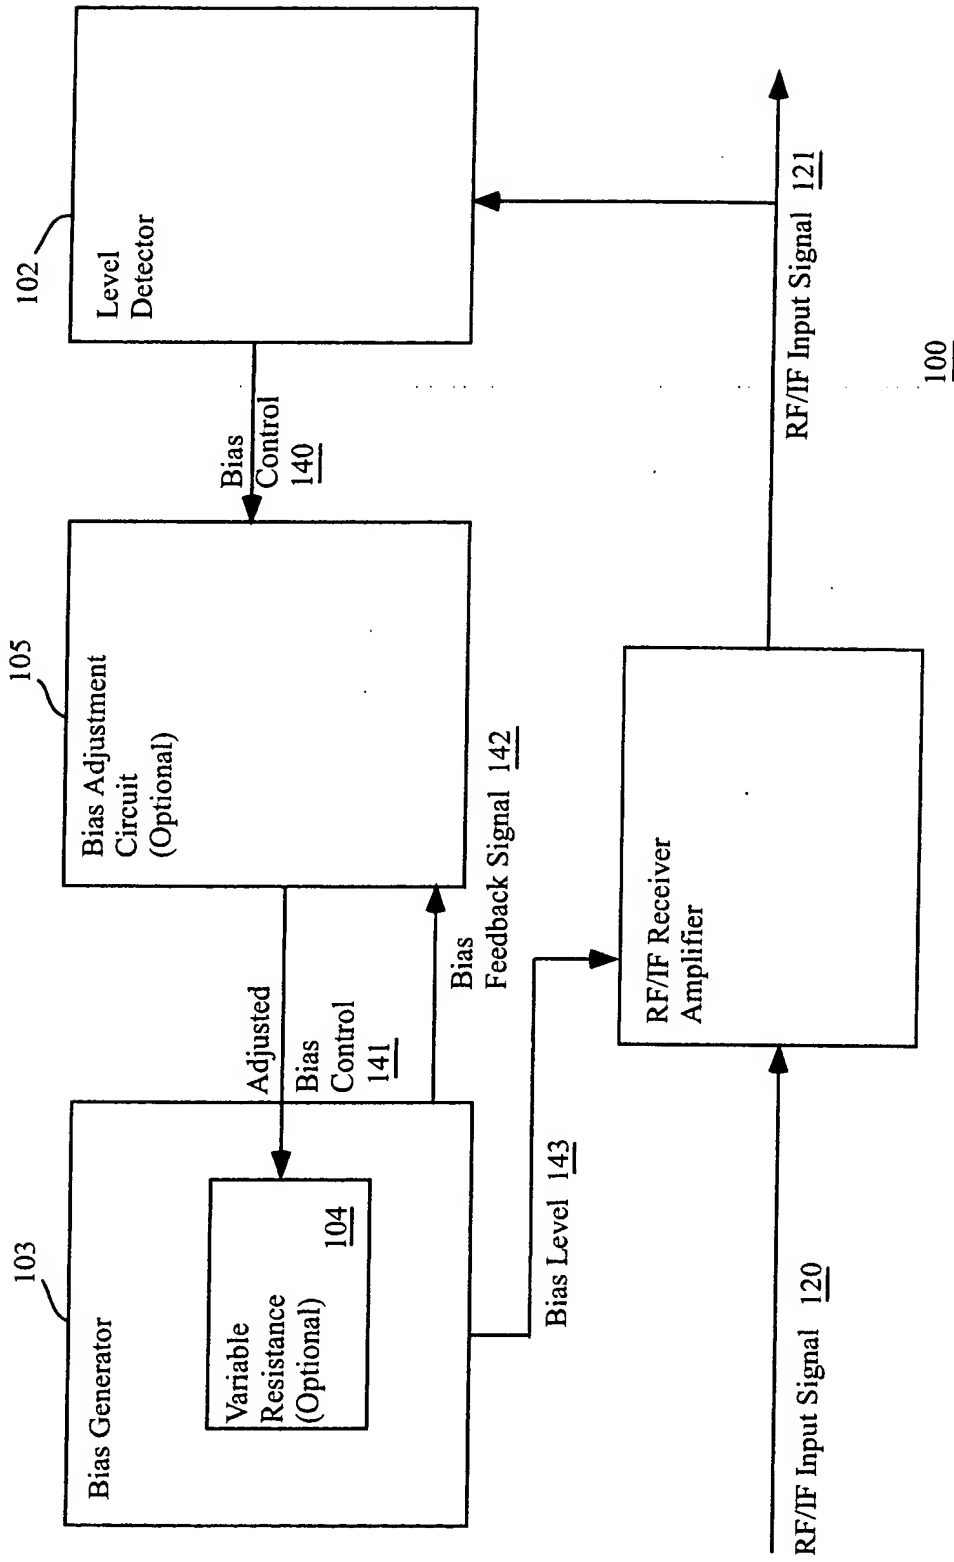 103
Bias Generator
Variable
Resistance
(Optional)
104
Adjusted
Bias
Control
141
105
Bias Adjustment
Circuit
(Optional)
Bias
Control
140
102
Level
Detector
Bias
Feedback Signal 142
Bias Level 143
RF/IF Receiver
Amplifier
RF/IF Input Signal 120
RF/IF Input Signal 121
100